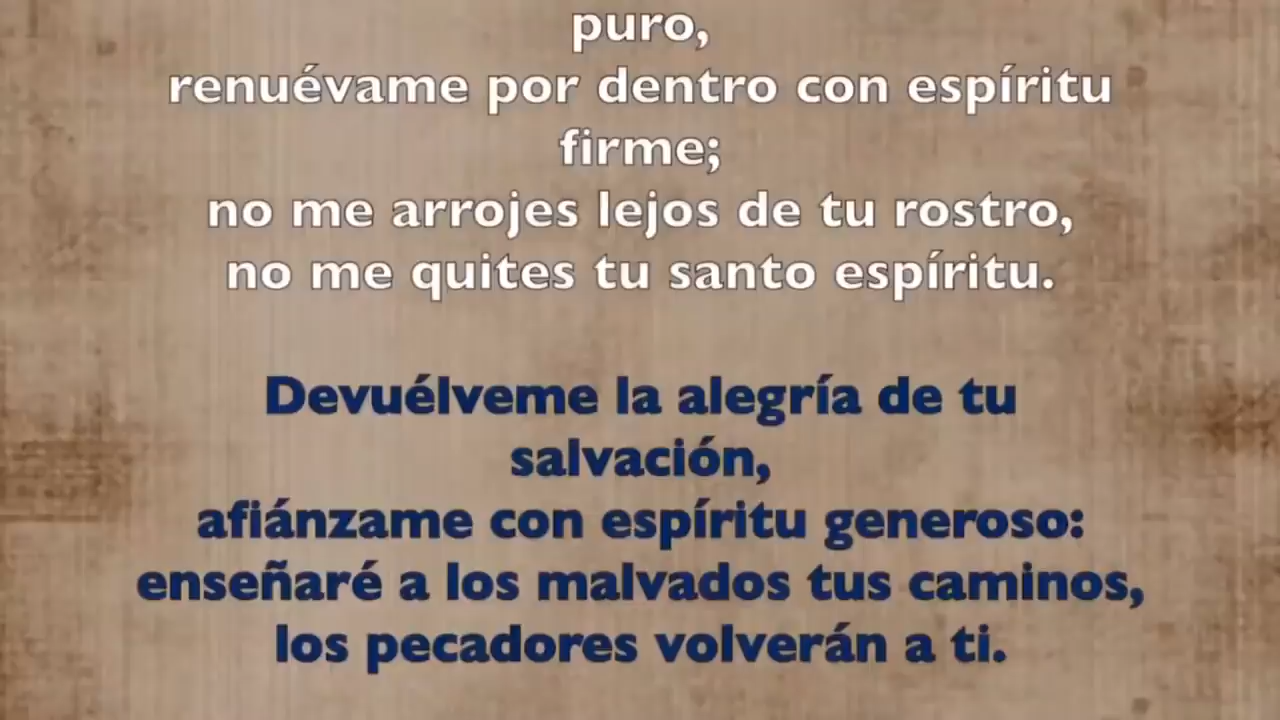 puro,
renuévame por dentro con espíritu
firme;
no me arrojes lejos de tu rostro,
no me quites tu santo espíritu.
Devuélveme la alegría de tu
salvación,
afiánzame con espíritu generoso:
enseñaré a los malvados tus caminos,
los pecadores volverán a ti.